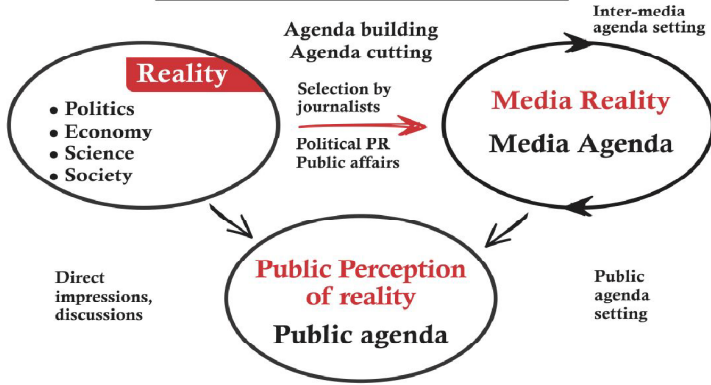 Inter-media
agenda setting
Agenda building
Agenda cutting
Reality
• Politics
• Economy
• Science
• Society
Selection by
journalists
Political PR
Public affairs
Media Reality
Media Agenda
Direct
impressions,
discussions
Public Perception
of reality
Public agenda
Public
agenda
setting